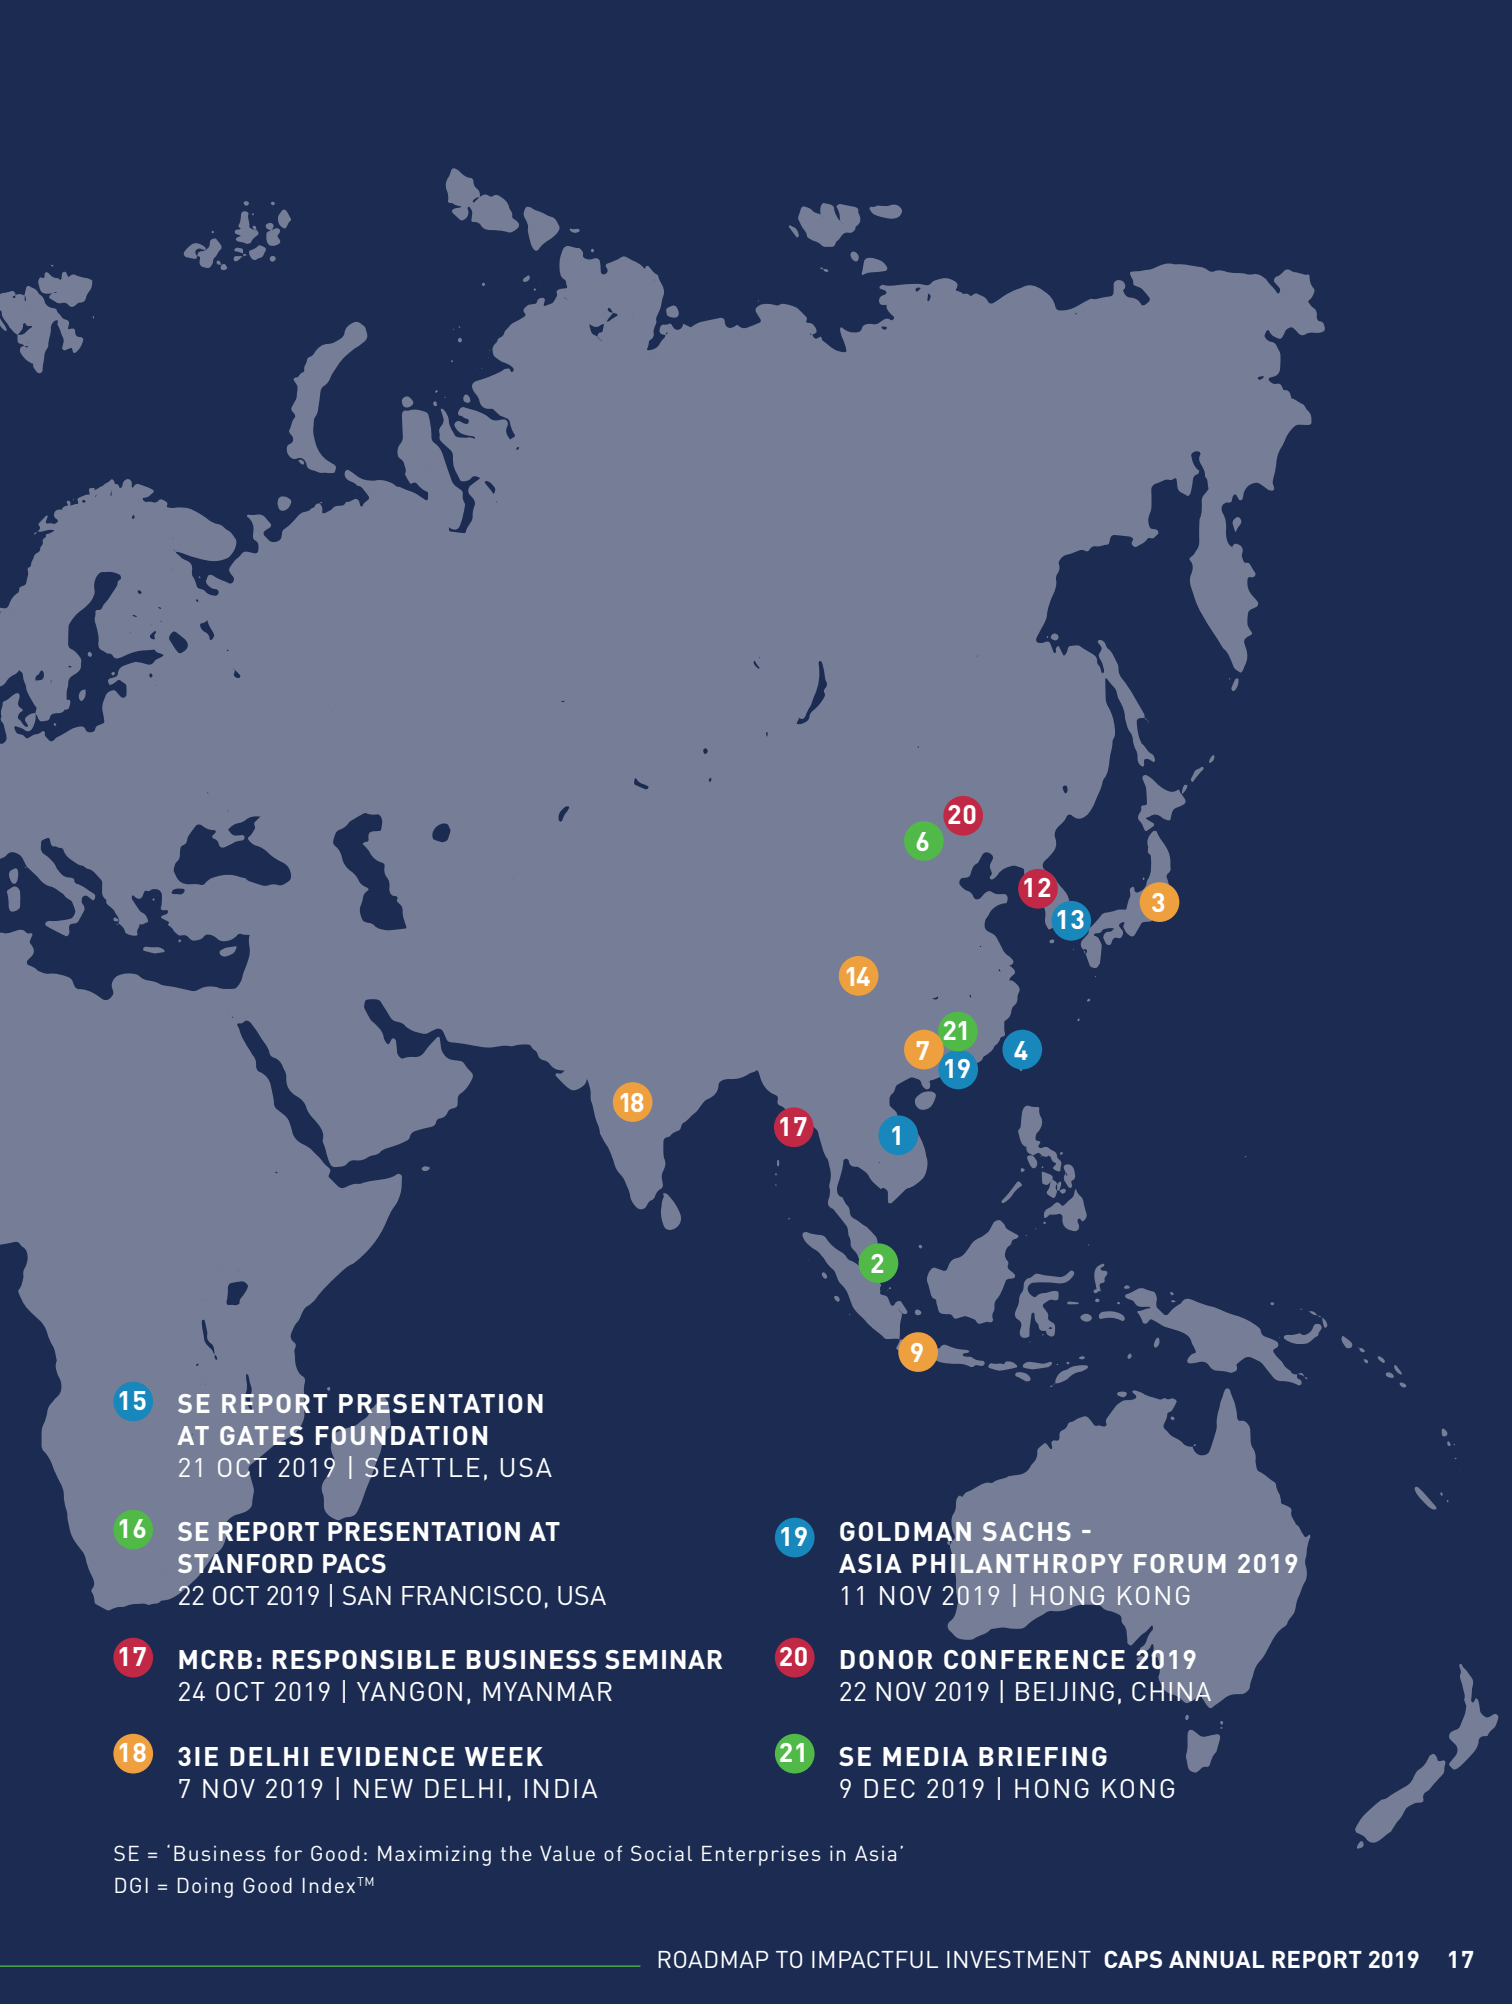 20
6
12
3
13
14
21
7
4
19
18
17
1
2
9
15 SE REPORT PRESENTATION
AT GATES FOUNDATION
21 OCT 2019 | SEATTLE, USA
16 SE REPORT PRESENTATION AT
STANFORD PACS
22 OCT 2019 | SAN FRANCISCO, USA
17 MCRB: RESPONSIBLE BUSINESS SEMINAR
24 OCT 2019 | YANGON, MYANMAR
18 3IE DELHI EVIDENCE WEEK
7 NOV 2019 | NEW DELHI, INDIA
19 GOLDMAN SACHS -
ASIA PHILANTHROPY FORUM 2019
11 NOV 2019 | HONG KONG
20 DONOR CONFERENCE 2019
22 NOV 2019 | BEIJING, CHINA
21 SE MEDIA BRIEFING
9 DEC 2019 | HONG KONG
SE = ‘Business for Good: Maximizing the Value of Social Enterprises in Asia’
DGI = Doing Good Index™
ROADMAP TO IMPACTFUL INVESTMENT CAPS ANNUAL REPORT 2019 17